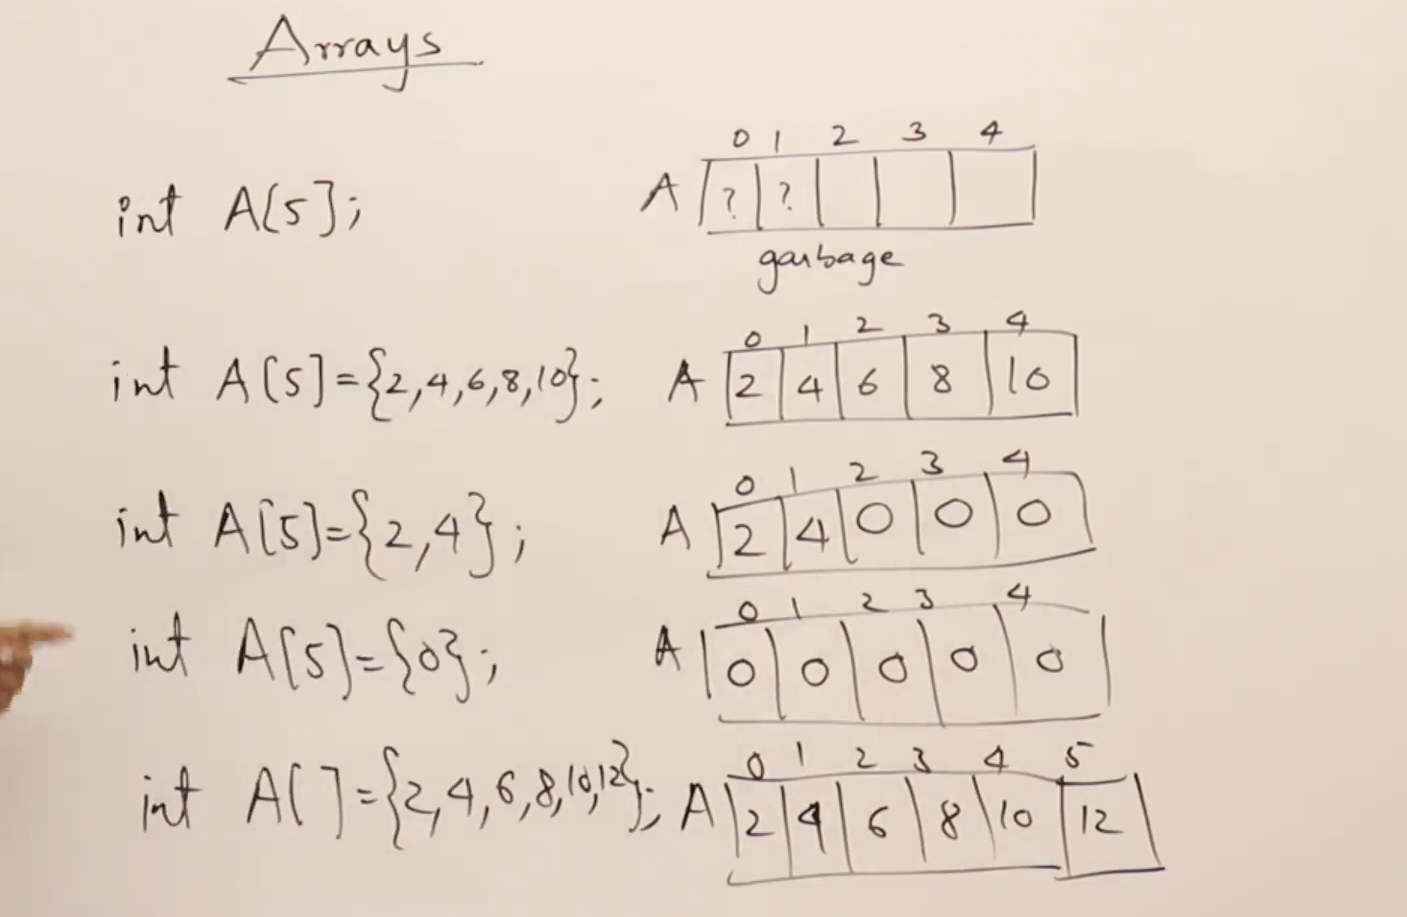 Arrays
0 1 2 3 4
int A[5]; A ? ?
garbage
0 1 2 3 4
int A[5]={2,4,6,8,10}; A 2 4 6 8 10
0 1 2 3 4
int A[5]={2,4}; A 2 4 0 0 0
0 1 2 3 4
int A[5]={0}; A 0 0 0 0 0
0 1 2 3 4 5
int A[]={2,4,6,8,10,12}; A 2 4 6 8 10 12